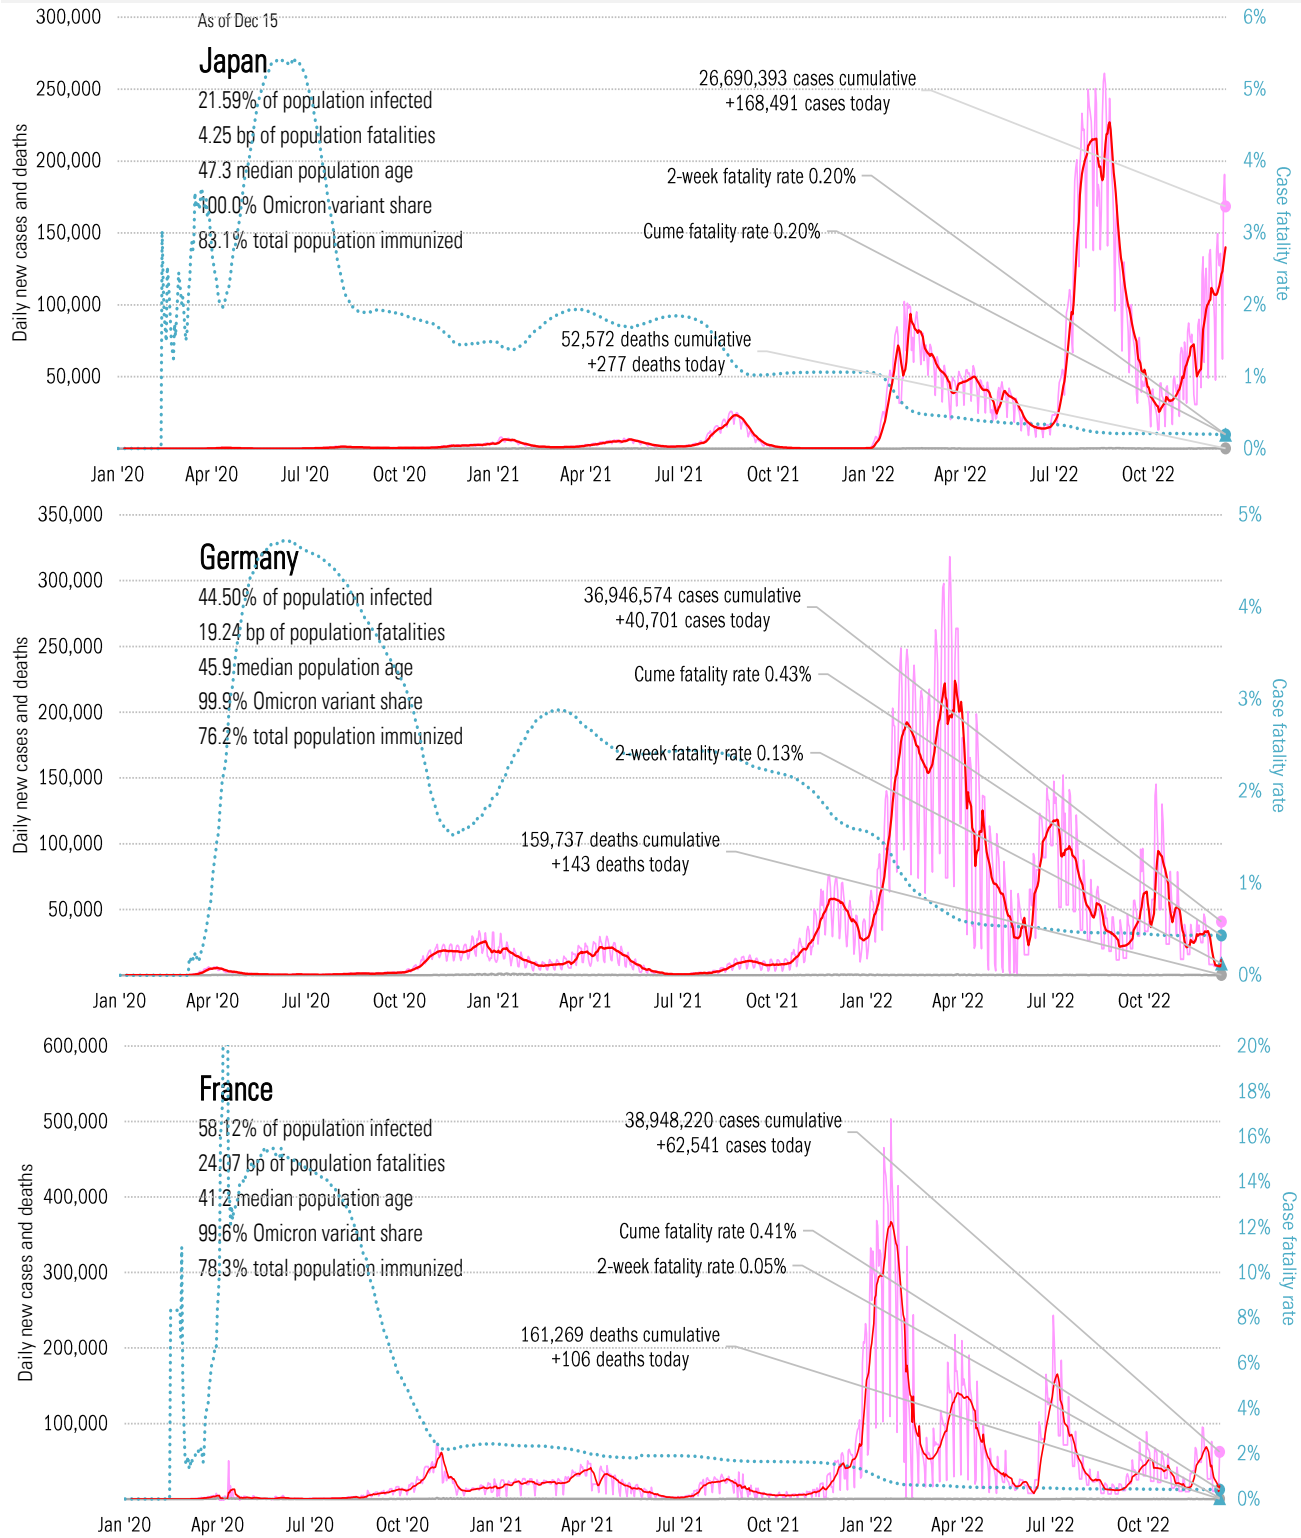 300,000
As of Dec 15
6%
Japan
250,000
21.59% of population infected
26,690,393 cases cumulative
+168,491 cases today
5%
4.25 bp of population fatalities
200,000
47.3 median population age
2-week fatality rate 0.20%
4%
100.0% Omicron variant share
150,000
83.1% total population immunized
Cume fatality rate 0.20%
3%
100,000
2%
52,572 deaths cumulative
+277 deaths today
50,000
1%
0%
Daily new cases and deaths
Case fatality rate
Jan '20 Apr '20 Jul '20 Oct '20 Jan '21 Apr '21 Jul '21 Oct '21 Jan '22 Apr '22 Jul '22 Oct '22
350,000
5%
Germany
300,000
44.50% of population infected
36,946,574 cases cumulative
+40,701 cases today
4%
19.24 bp of population fatalities
250,000
45.9 median population age
Cume fatality rate 0.43%
99.9% Omicron variant share
200,000
3%
76.2% total population immunized
2-week fatality rate 0.13%
150,000
2%
100,000
159,737 deaths cumulative
+143 deaths today
1%
50,000
0%
Daily new cases and deaths
Case fatality rate
Jan '20 Apr '20 Jul '20 Oct '20 Jan '21 Apr '21 Jul '21 Oct '21 Jan '22 Apr '22 Jul '22 Oct '22
600,000
20%
France
18%
500,000
58.12% of population infected
38,948,220 cases cumulative
+62,541 cases today
16%
24.07 bp of population fatalities
400,000
41.2 median population age
14%
99.6% Omicron variant share
Cume fatality rate 0.41%
12%
300,000
78.3% total population immunized
2-week fatality rate 0.05%
10%
8%
200,000
161,269 deaths cumulative
+106 deaths today
6%
100,000
4%
2%
0%
Daily new cases and deaths
Case fatality rate
Jan '20 Apr '20 Jul '20 Oct '20 Jan '21 Apr '21 Jul '21 Oct '21 Jan '22 Apr '22 Jul '22 Oct '22